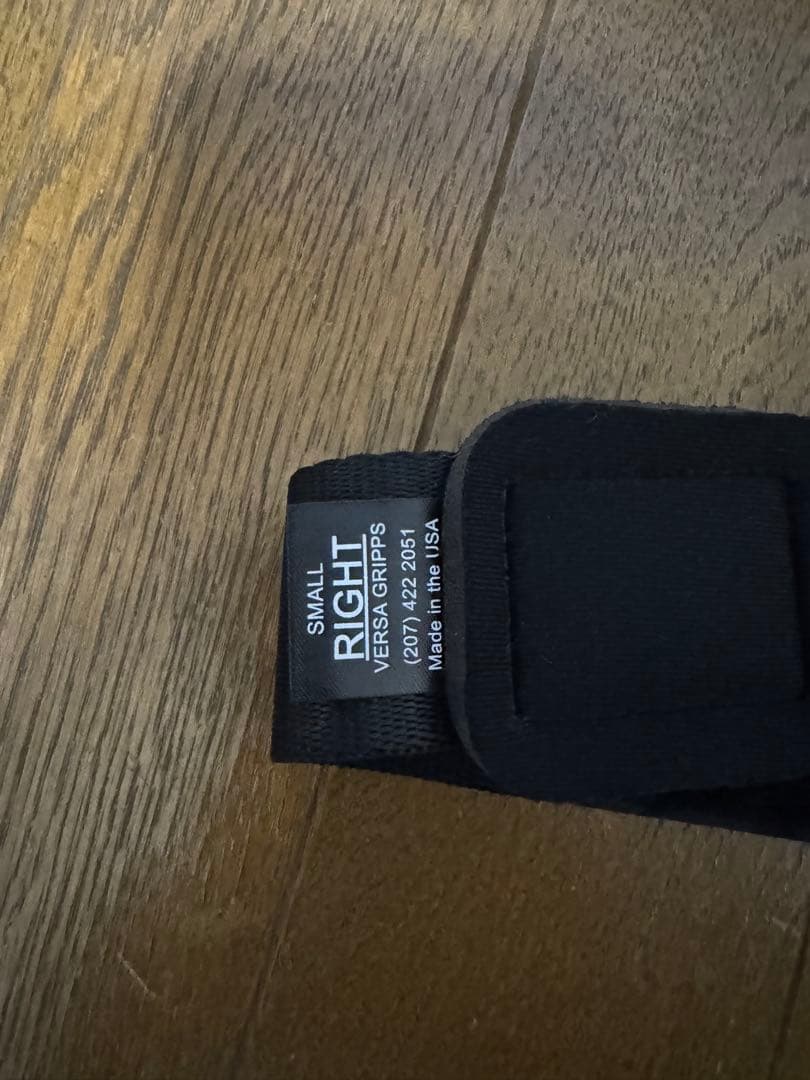 SMALL
RIGHT
VERSA GRIPPS
(207) 422 2051
Made in the USA